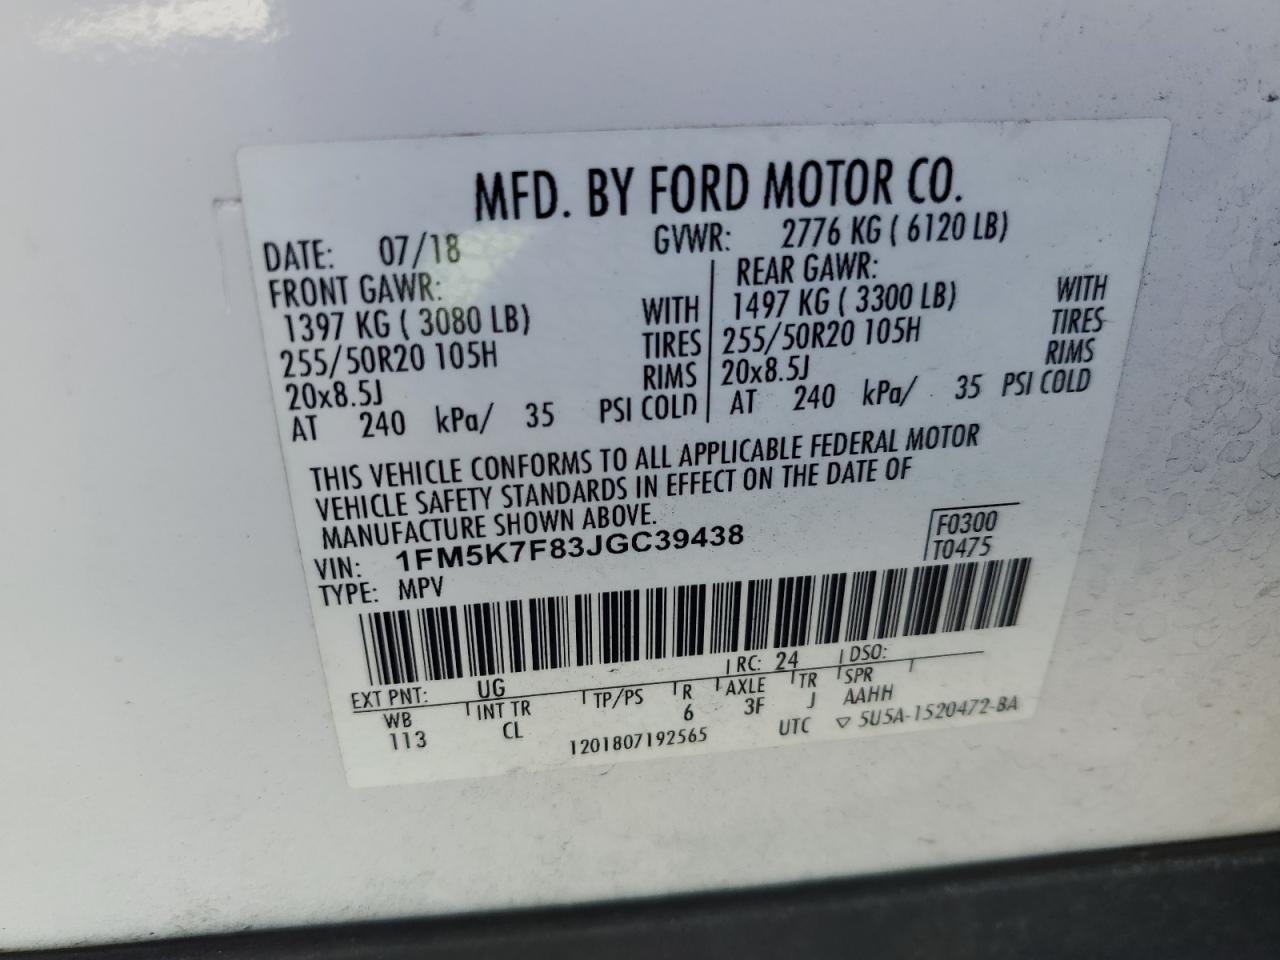 MFD. BY FORD MOTOR CO.
DATE: 07/18 GVWR: 2776 KG ( 6120 LB)
FRONT GAWR: REAR GAWR:
1397 KG ( 3080 LB) WITH 1497 KG ( 3300 LB) WITH
255/50R20 105H TIRES 255/50R20 105H TIRES
20x8.5J RIMS 20x8.5J RIMS
AT 240 kPa/ 35 PSI COLD AT 240 kPa/ 35 PSI COLD
THIS VEHICLE CONFORMS TO ALL APPLICABLE FEDERAL MOTOR
VEHICLE SAFETY STANDARDS IN EFFECT ON THE DATE OF
MANUFACTURE SHOWN ABOVE.
VIN: 1FM5K7F83JGC39438 F0300
TYPE: MPV T0475
EXT PNT: UG RC: 24 DSO:
WB INT TR TP/PS R AXLE TR SPR
113 CL 6 3F J AAHH
1201807192565 UTC ▽ 5U5A-1520472-BA